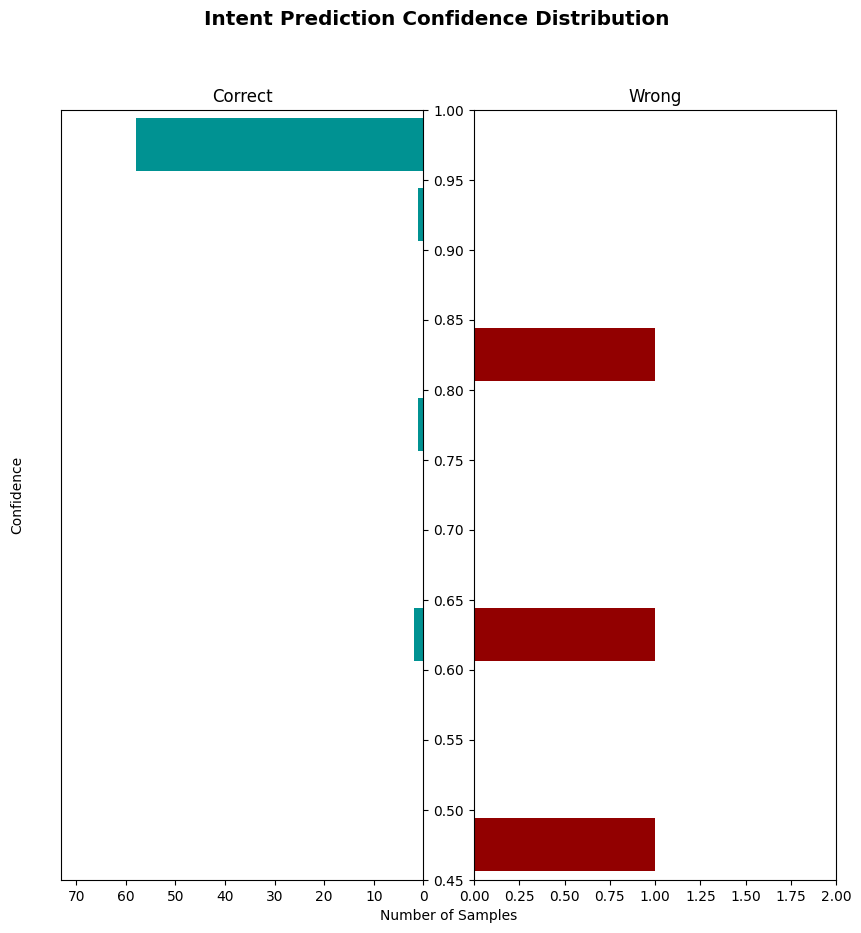 Intent Prediction Confidence Distribution
Correct
Wrong
1.00
0.95
0.90
0.85
0.80
0.75
0.70
0.65
0.60
0.55
0.50
0.45
Confidence
70 60 50 40 30 20 10 0
0.00 0.25 0.50 0.75 1.00 1.25 1.50 1.75 2.00
Number of Samples